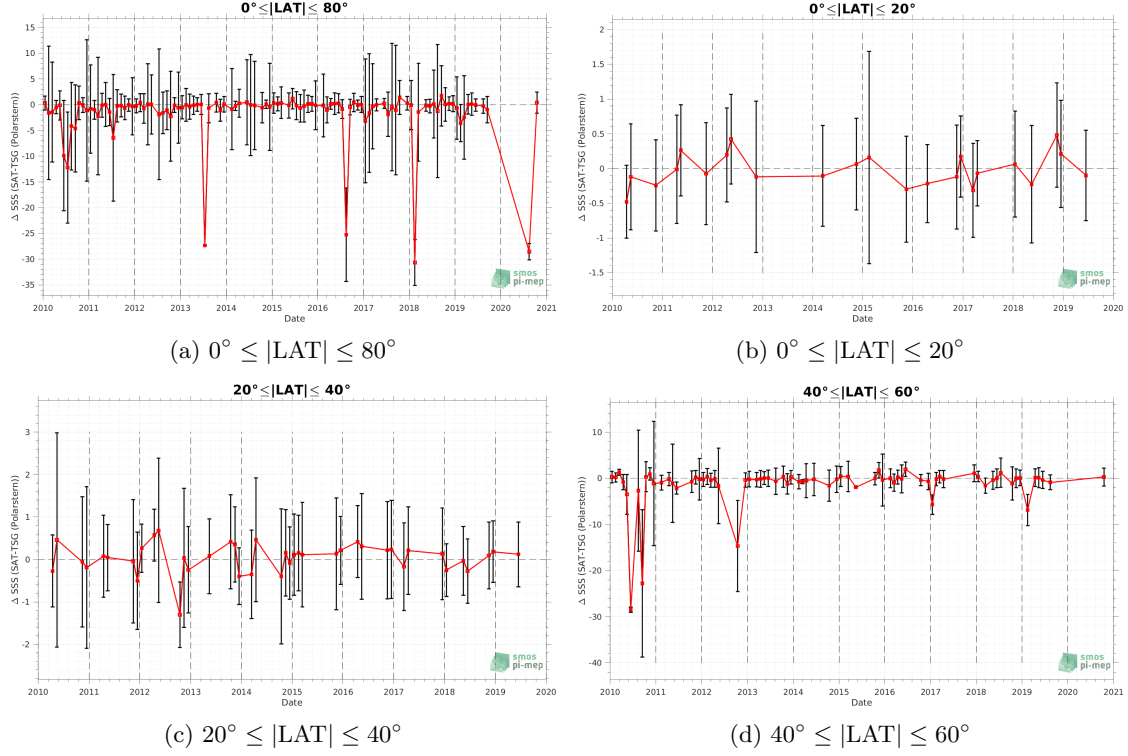 0°≤|LAT|≤ 80°
15
10
5
0
-5
-10
-15
-20
-25
-30
-35
Δ SSS (SAT-TSG (Polarstern))
2010 2011 2012 2013 2014 2015 2016 2017 2018 2019 2020 2021
Date
smos
pi-mep
(a) 0° ≤ |LAT| ≤ 80°
0°≤|LAT|≤ 20°
2
1.5
1
0.5
0
-0.5
-1
-1.5
Δ SSS (SAT-TSG (Polarstern))
2010 2011 2012 2013 2014 2015 2016 2017 2018 2019 2020
Date
smos
pi-mep
(b) 0° ≤ |LAT| ≤ 20°
20°≤|LAT|≤ 40°
3
2
1
0
-1
-2
Δ SSS (SAT-TSG (Polarstern))
2010 2011 2012 2013 2014 2015 2016 2017 2018 2019 2020
Date
smos
pi-mep
(c) 20° ≤ |LAT| ≤ 40°
40°≤|LAT|≤ 60°
10
0
-10
-20
-30
-40
Δ SSS (SAT-TSG (Polarstern))
2010 2011 2012 2013 2014 2015 2016 2017 2018 2019 2020 2021
Date
smos
pi-mep
(d) 40° ≤ |LAT| ≤ 60°